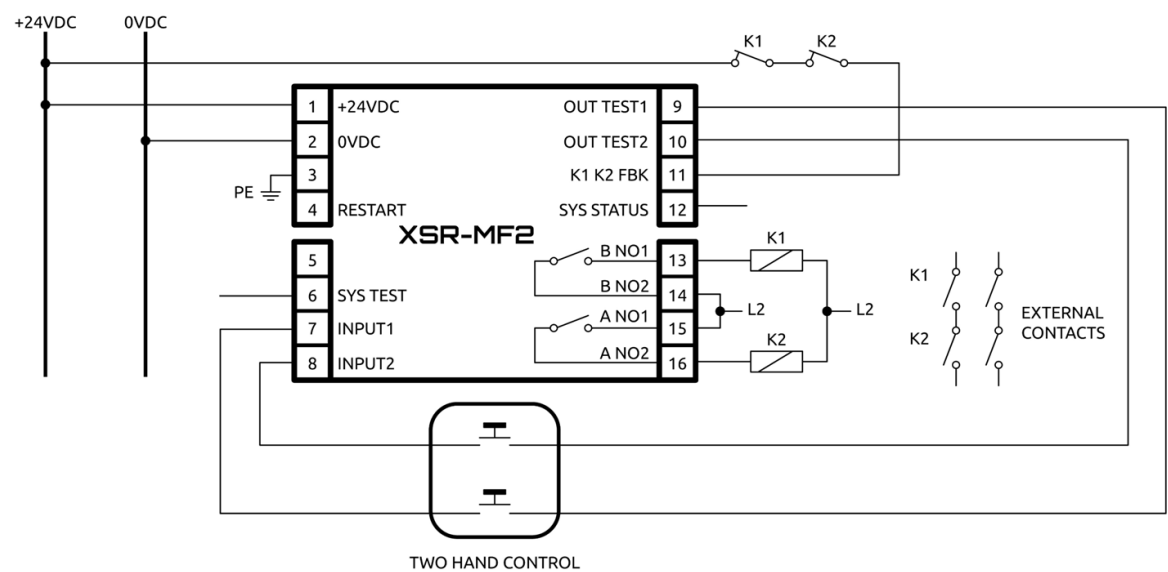 +24VDC 0VDC
K1 K2
1 +24VDC OUT TEST1 9
2 0VDC OUT TEST2 10
PE 3 K1 K2 FBK 11
4 RESTART SYS STATUS 12
XSR-MF2
5 B NO1 13 K1
6 SYS TEST B NO2 14
7 INPUT1 A NO1 15
8 INPUT2 A NO2 16 K2
L2 L2
K1
K2
EXTERNAL
CONTACTS
TWO HAND CONTROL